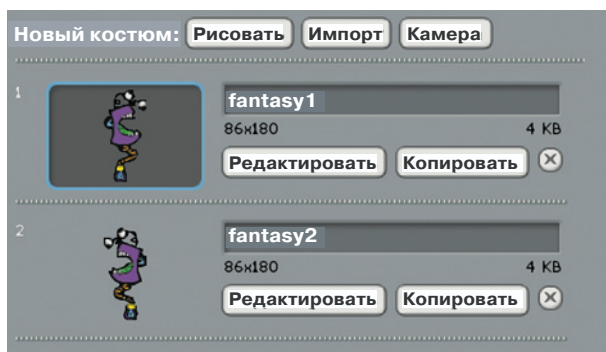 Новый костюм: Рисовать Импорт Камера
1
fantasy1
86x180 4 KB
Редактировать Копировать
2
fantasy2
86x180 4 KB
Редактировать Копировать